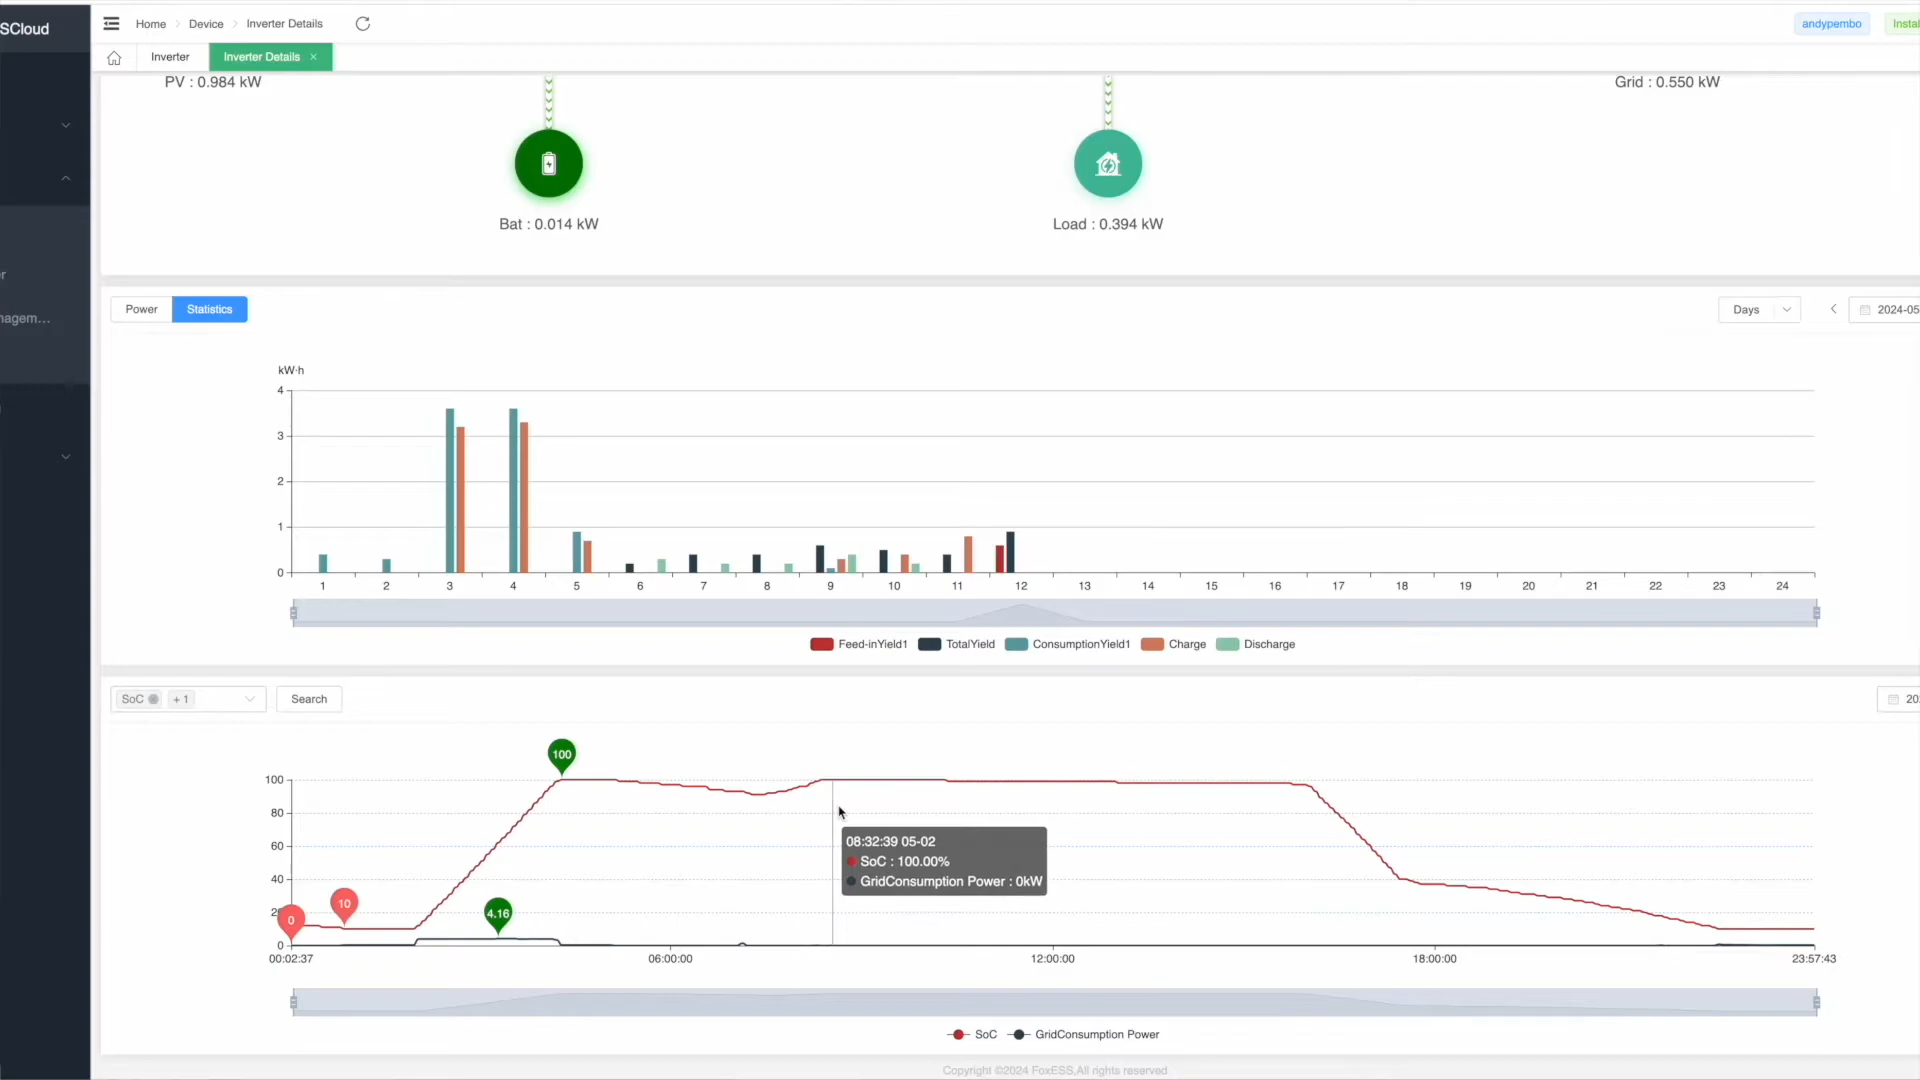 SCloud
Home
Device
Inverter Details
andypembo
Instal
Inverter
Inverter Details ×
PV : 0.984 kW
Grid : 0.550 kW
Bat : 0.014 kW
Load : 0.394 kW
r
nagem...
Power
Statistics
Days
2024-05
kW·h
4
3
2
1
0
1 2 3 4 5 6 7 8 9 10 11 12 13 14 15 16 17 18 19 20 21 22 23 24
Feed-inYield1 TotalYield ConsumptionYield1 Charge Discharge
SoC
+ 1
Search
20
100
100
80
08:32:39 05-02
60
SoC : 100.00%
40
GridConsumption Power : 0kW
10
2
0
4.16
0
00:02:37 06:00:00 12:00:00 18:00:00 23:57:43
SoC GridConsumption Power
Copyright ©2024 FoxESS,All rights reserved